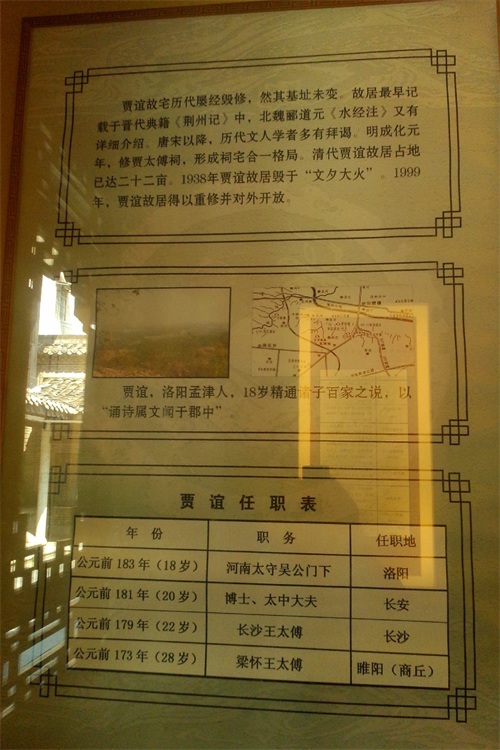 贾谊故宅历代屡经毁修，然其基址未变。故居最早记
载于晋代典籍《荆州记》中，北魏郦道元《水经注》又有
详细介绍。唐宋以降，历代文人学者多有拜谒。明成化元
年，修贾太傅祠，形成祠宅合一格局。清代贾谊故居占地
已达二十二亩。1938年贾谊故居毁于“文夕大火”。1999
年，贾谊故居得以重修并对外开放。
贾谊，洛阳孟津人，18岁精通诸子百家之说，以
“诵诗属文闻于郡中”
贾谊任职表
年 份 职 务 任职地
公元前183年（18岁） 河南太守吴公门下 洛阳
公元前181年（20岁） 博士、太中大夫 长安
公元前179年（22岁） 长沙王太傅 长沙
公元前173年（28岁） 梁怀王太傅 睢阳（商丘）